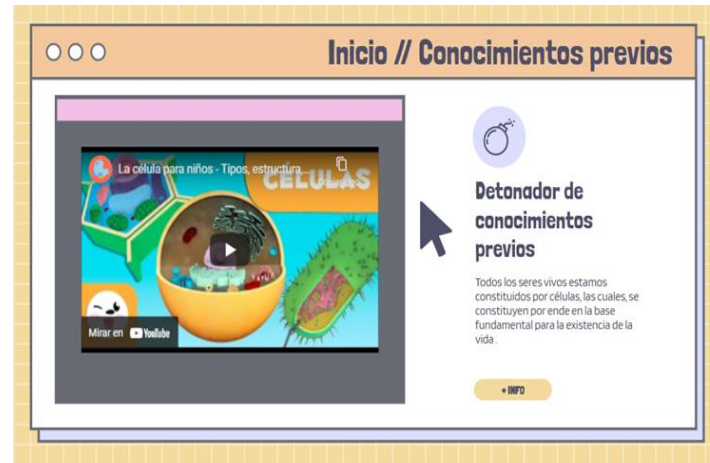 Inicio // Conocimientos previos
La célula para niños - Tipos, estructura,...
CÉLULAS
Mirar en YouTube
Detonador de
conocimientos
previos
Todos los seres vivos estamos
constituidos por células, las cuales, se
constituyen por ende en la base
fundamental para la existencia de la
vida .
+ INFO